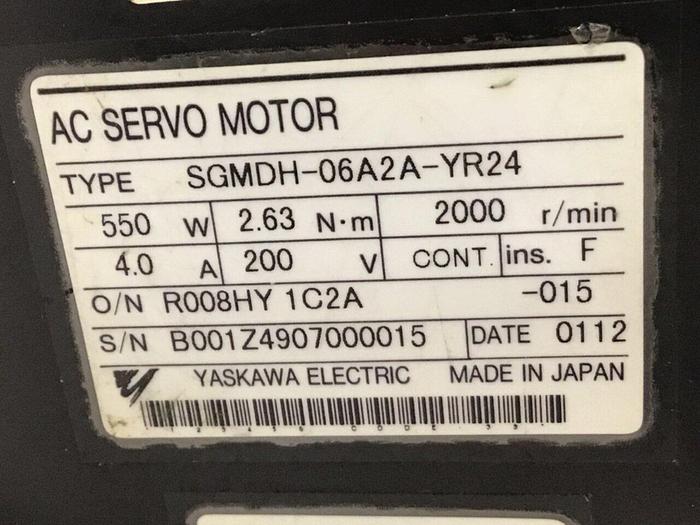 AC SERVO MOTOR
TYPE SGMDH-06A2A-YR24
550 W 2.63 N·m 2000 r/min
4.0 A 200 V CONT. ins. F
O/N R008HY 1C2A -015
S/N B001Z4907000015 DATE 0112
YASKAWA ELECTRIC MADE IN JAPAN